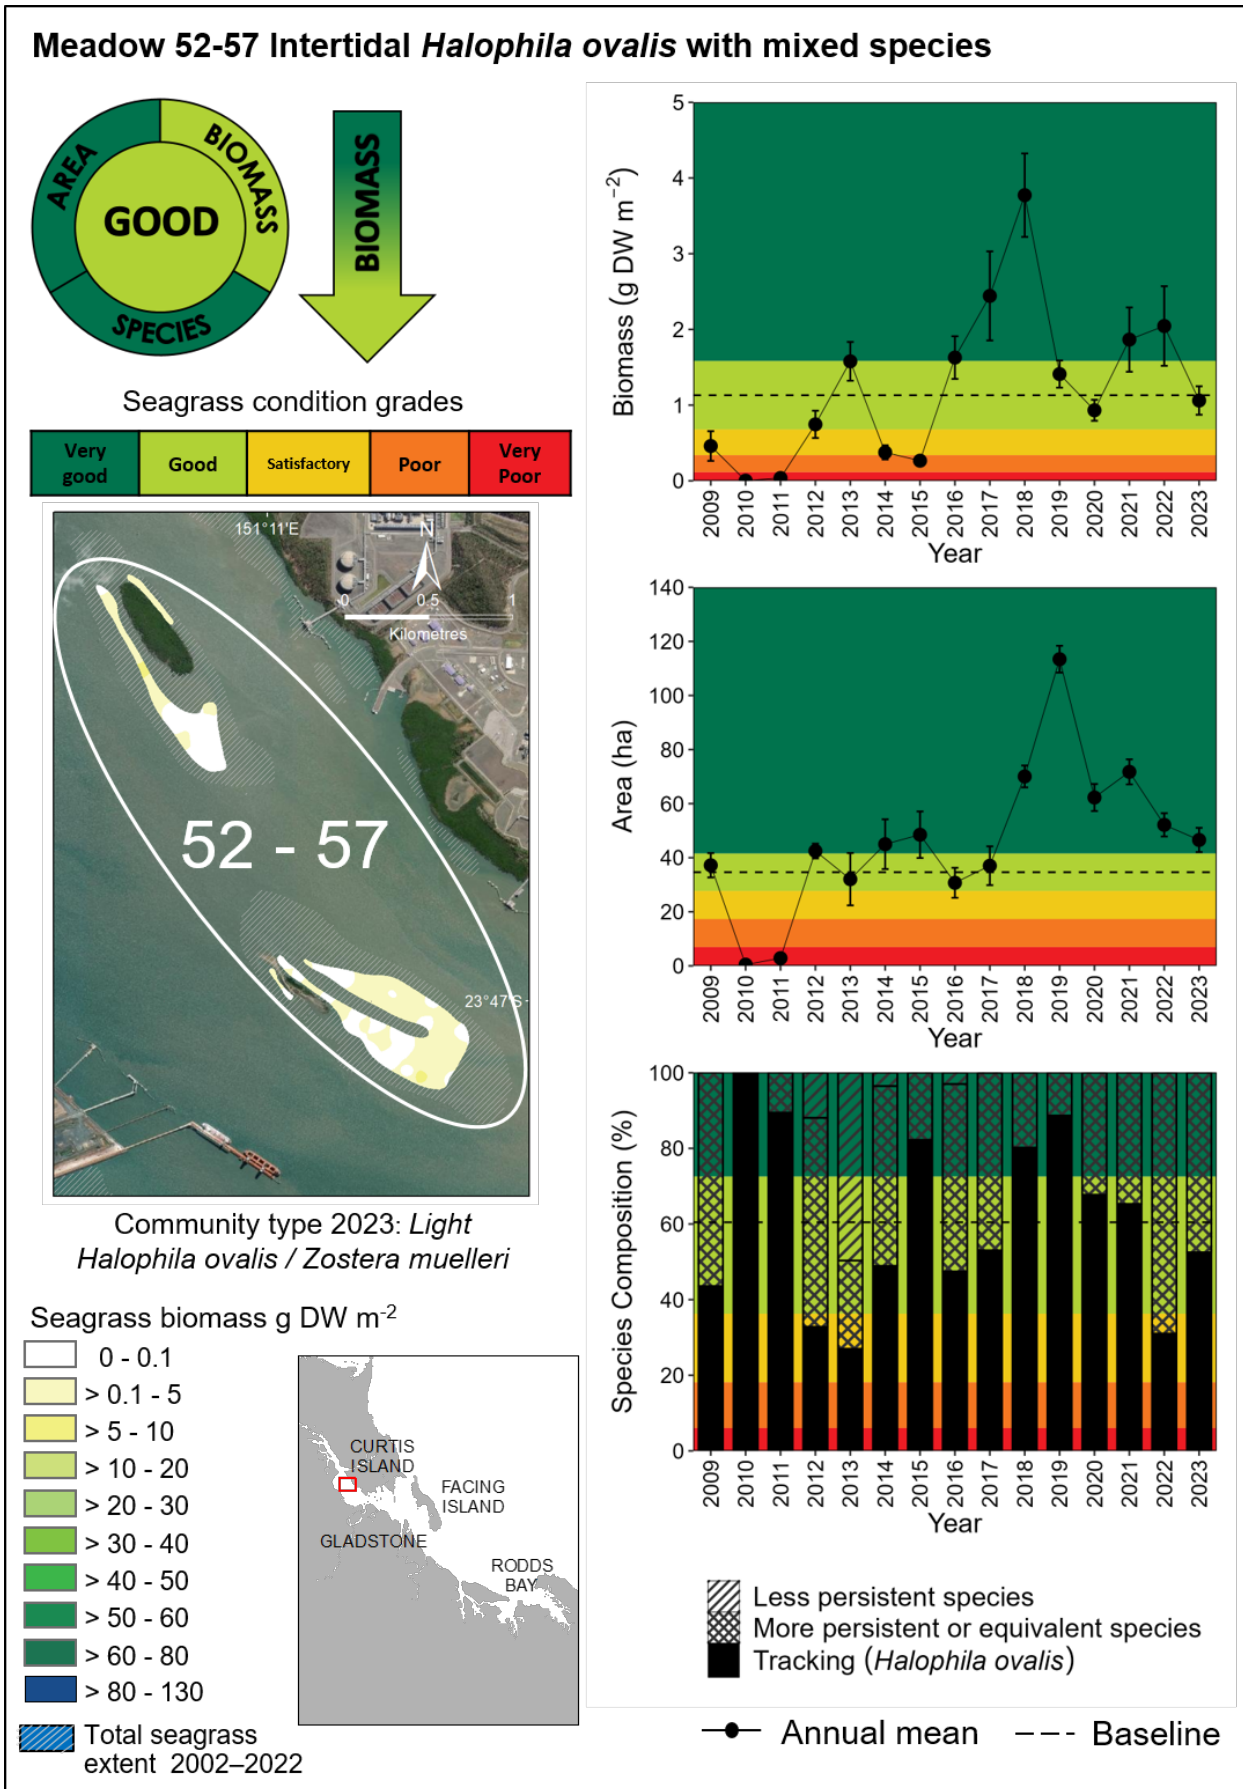 Meadow 52-57 Intertidal Halophila ovalis with mixed species
AREA
BIOMASS
SPECIES
GOOD
BIOMASS
Seagrass condition grades
Very good
Good
Satisfactory
Poor
Very Poor
151°11'E
N
0 0.5 1
Kilometres
52 - 57
23°47'S
Community type 2023: Light
Halophila ovalis / Zostera muelleri
Seagrass biomass g DW m-2
0 - 0.1
> 0.1 - 5
> 5 - 10
> 10 - 20
> 20 - 30
> 30 - 40
> 40 - 50
> 50 - 60
> 60 - 80
> 80 - 130
Total seagrass
extent 2002–2022
CURTIS
ISLAND
FACING
ISLAND
GLADSTONE
RODDS
BAY
Biomass (g DW m−2)
5
4
3
2
1
0
2009 2010 2011 2012 2013 2014 2015 2016 2017 2018 2019 2020 2021 2022 2023
Year
Area (ha)
140
120
100
80
60
40
20
0
2009 2010 2011 2012 2013 2014 2015 2016 2017 2018 2019 2020 2021 2022 2023
Year
Species Composition (%)
100
80
60
40
20
0
2009 2010 2011 2012 2013 2014 2015 2016 2017 2018 2019 2020 2021 2022 2023
Year
Less persistent species
More persistent or equivalent species
Tracking (Halophila ovalis)
Annual mean
Baseline